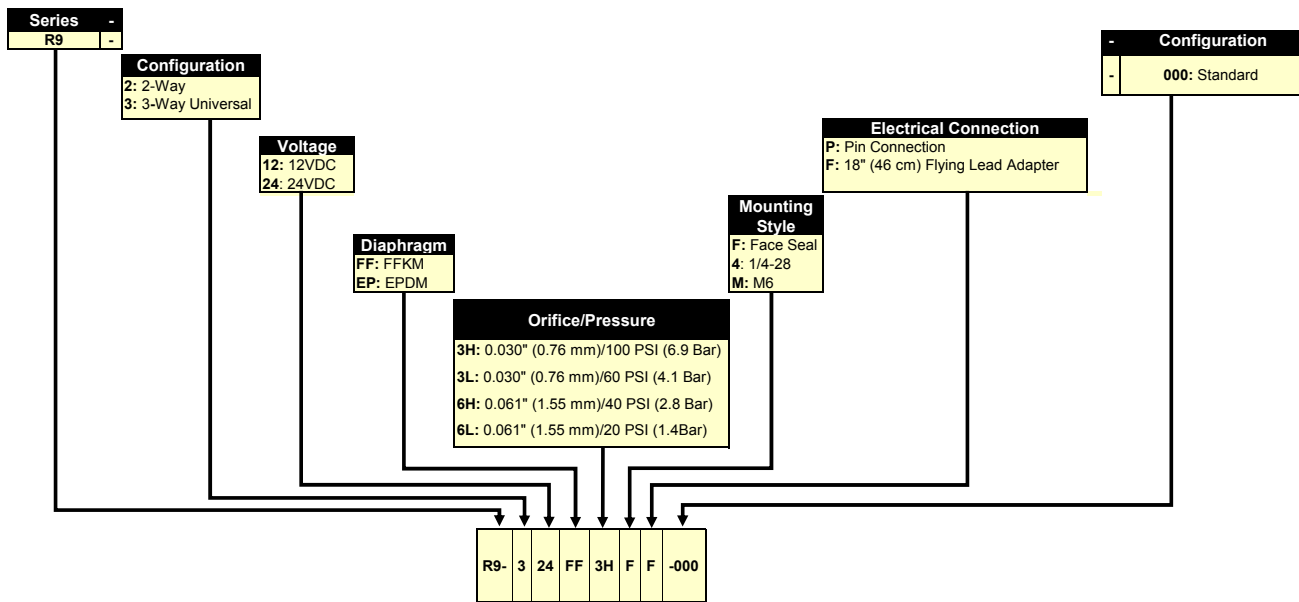 Series -
R9 -
Configuration
2: 2-Way
3: 3-Way Universal
Voltage
12: 12VDC
24: 24VDC
Diaphragm
FF: FFKM
EP: EPDM
Orifice/Pressure
3H: 0.030" (0.76 mm)/100 PSI (6.9 Bar)
3L: 0.030" (0.76 mm)/60 PSI (4.1 Bar)
6H: 0.061" (1.55 mm)/40 PSI (2.8 Bar)
6L: 0.061" (1.55 mm)/20 PSI (1.4Bar)
Mounting
Style
F: Face Seal
4: 1/4-28
M: M6
Electrical Connection
P: Pin Connection
F: 18" (46 cm) Flying Lead Adapter
- Configuration
- 000: Standard
R9- 3 24 FF 3H F F -000